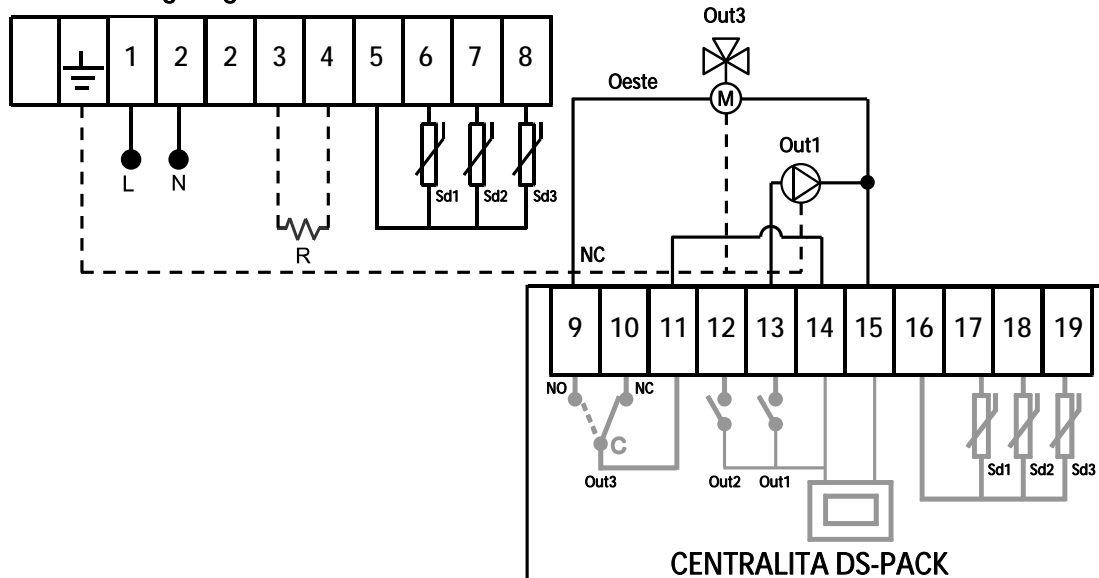 Out3
1 2 2 3 4 5 6 7 8
Oeste
M
Out1
L N
Sd1 Sd2 Sd3
R
NC
9 10 11 12 13 14 15 16 17 18 19
NO NC
C
Out3 Out2 Out1
Sd1 Sd2 Sd3
CENTRALITA DS-PACK